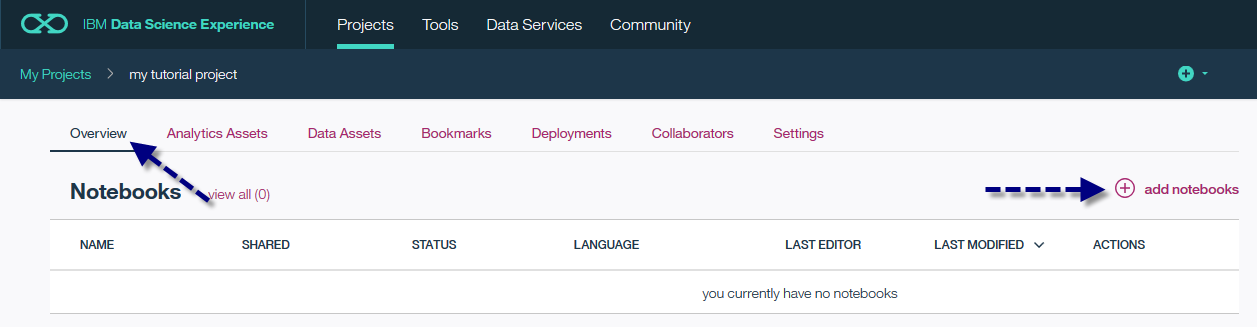 IBM Data Science Experience Projects Tools Data Services Community
My Projects > my tutorial project
Overview Analytics Assets Data Assets Bookmarks Deployments Collaborators Settings
Notebooks view all (0) add notebooks
NAME SHARED STATUS LANGUAGE LAST EDITOR LAST MODIFIED ACTIONS
you currently have no notebooks